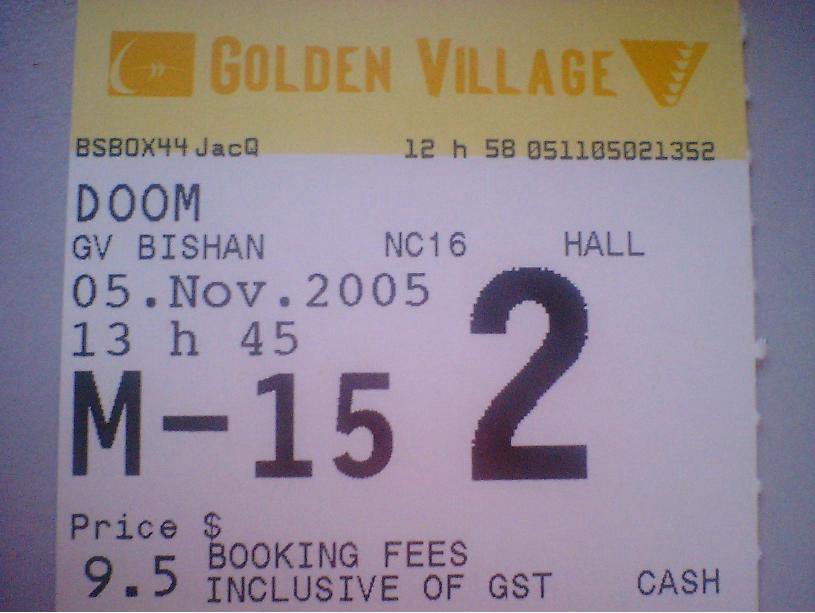 GOLDEN VILLAGE
BSBOX44 JacQ 12 h 58 051105021352
DOOM
GV BISHAN NC16 HALL
05.Nov.2005
13 h 45
M-15 2
Price $
9.5 BOOKING FEES
INCLUSIVE OF GST CASH